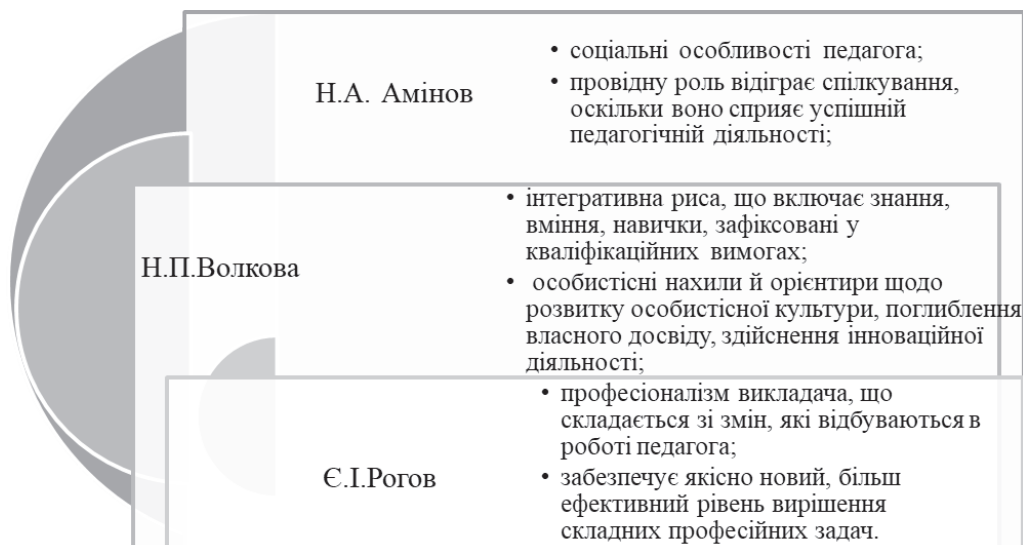 Н.А. Амінов
• соціальні особливості педагога;
• провідну роль відіграє спілкування,
оскільки воно сприяє успішній
педагогічній діяльності;
Н.П.Волкова
• інтегративна риса, що включає знання,
вміння, навички, зафіксовані у
кваліфікаційних вимогах;
• особистісні нахили й орієнтири щодо
розвитку особистісної культури, поглиблення
власного досвіду, здійснення інноваційної
діяльності;
Є.І.Рогов
• професіоналізм викладача, що
складається зі змін, які відбуваються в
роботі педагога;
• забезпечує якісно новий, більш
ефективний рівень вирішення
складних професійних задач.